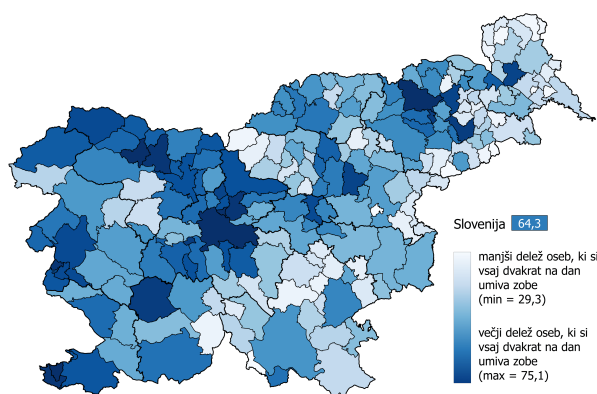 Slovenija 64,3
manjši delež oseb, ki si
vsaj dvakrat na dan
umiva zobe
(min = 29,3)
večji delež oseb, ki si
vsaj dvakrat na dan
umiva zobe
(max = 75,1)